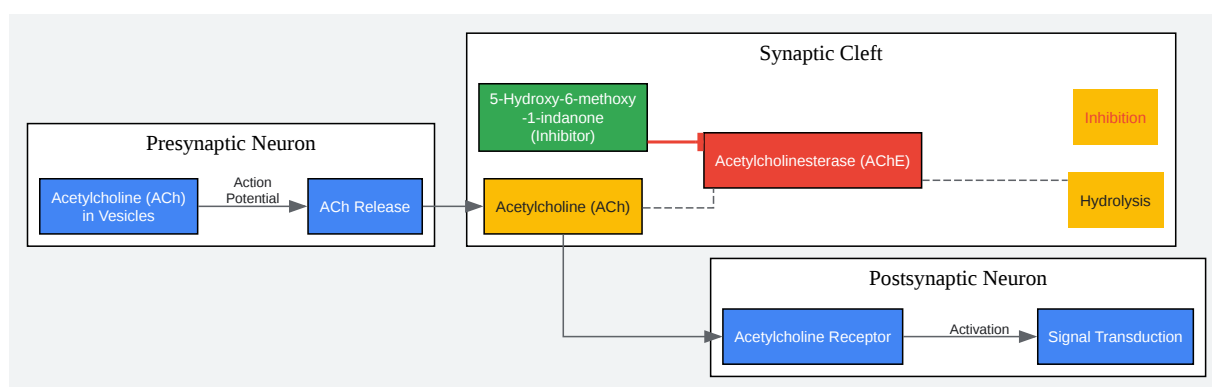 Presynaptic Neuron
Acetylcholine (ACh)
in Vesicles
Action
Potential
ACh Release
Synaptic Cleft
5-Hydroxy-6-methoxy
-1-indanone
(Inhibitor)
Acetylcholinesterase (AChE)
Inhibition
Acetylcholine (ACh)
Hydrolysis
Postsynaptic Neuron
Acetylcholine Receptor
Activation
Signal Transduction